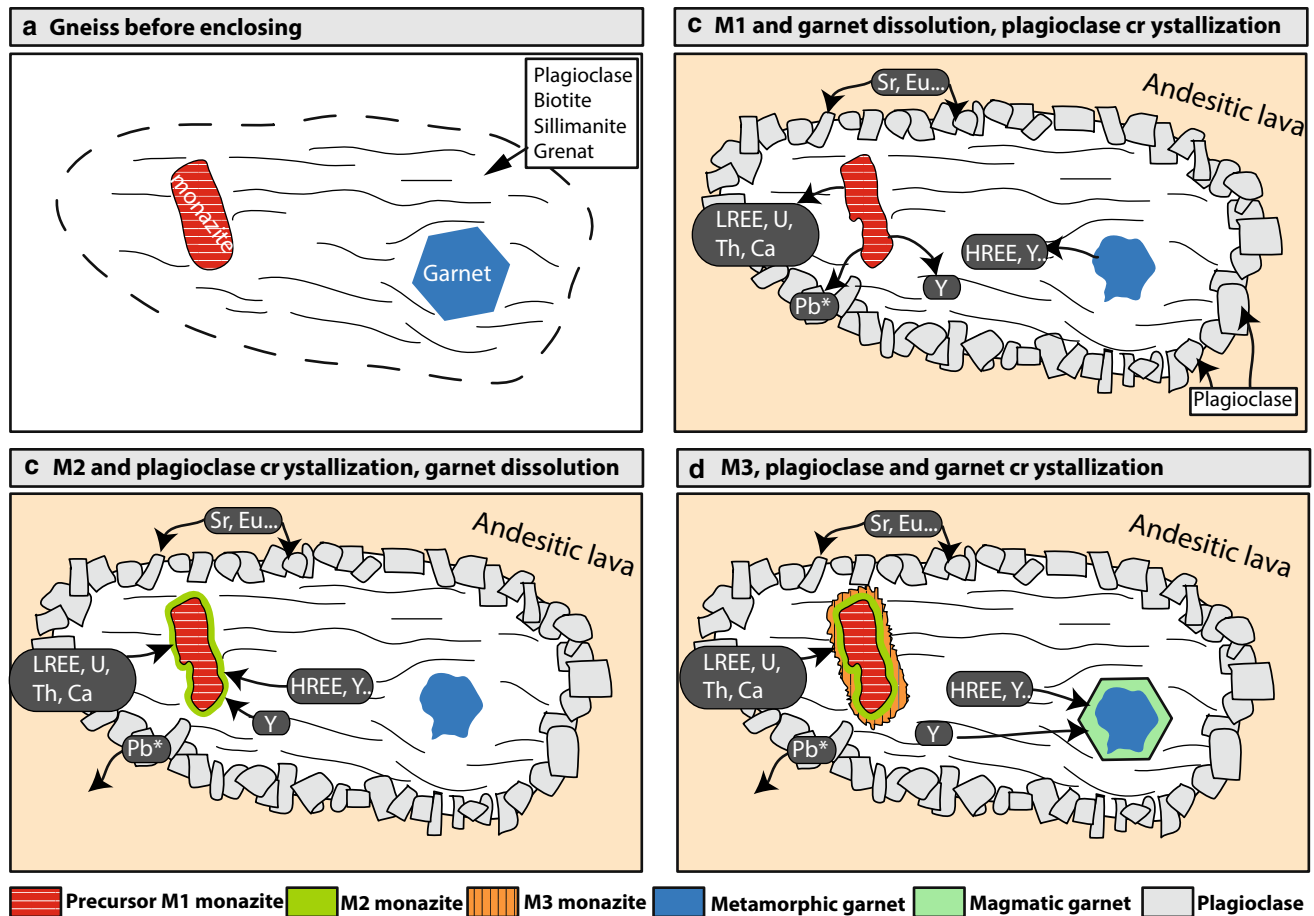 a Gneiss before enclosing
Plagioclase
Biotite
Sillimanite
Grenat
monazite
Garnet
c M1 and garnet dissolution, plagioclase cr ystallization
Sr, Eu...
Andesitic lava
LREE, U,
Th, Ca
HREE, Y..
Y
Pb*
Plagioclase
c M2 and plagioclase cr ystallization, garnet dissolution
Sr, Eu...
Andesitic lava
LREE, U,
Th, Ca
HREE, Y..
Y
Pb*
d M3, plagioclase and garnet cr ystallization
Sr, Eu...
Andesitic lava
LREE, U,
Th, Ca
HREE, Y..
Y
Pb*
Precursor M1 monazite M2 monazite M3 monazite Metamorphic garnet Magmatic garnet Plagioclase